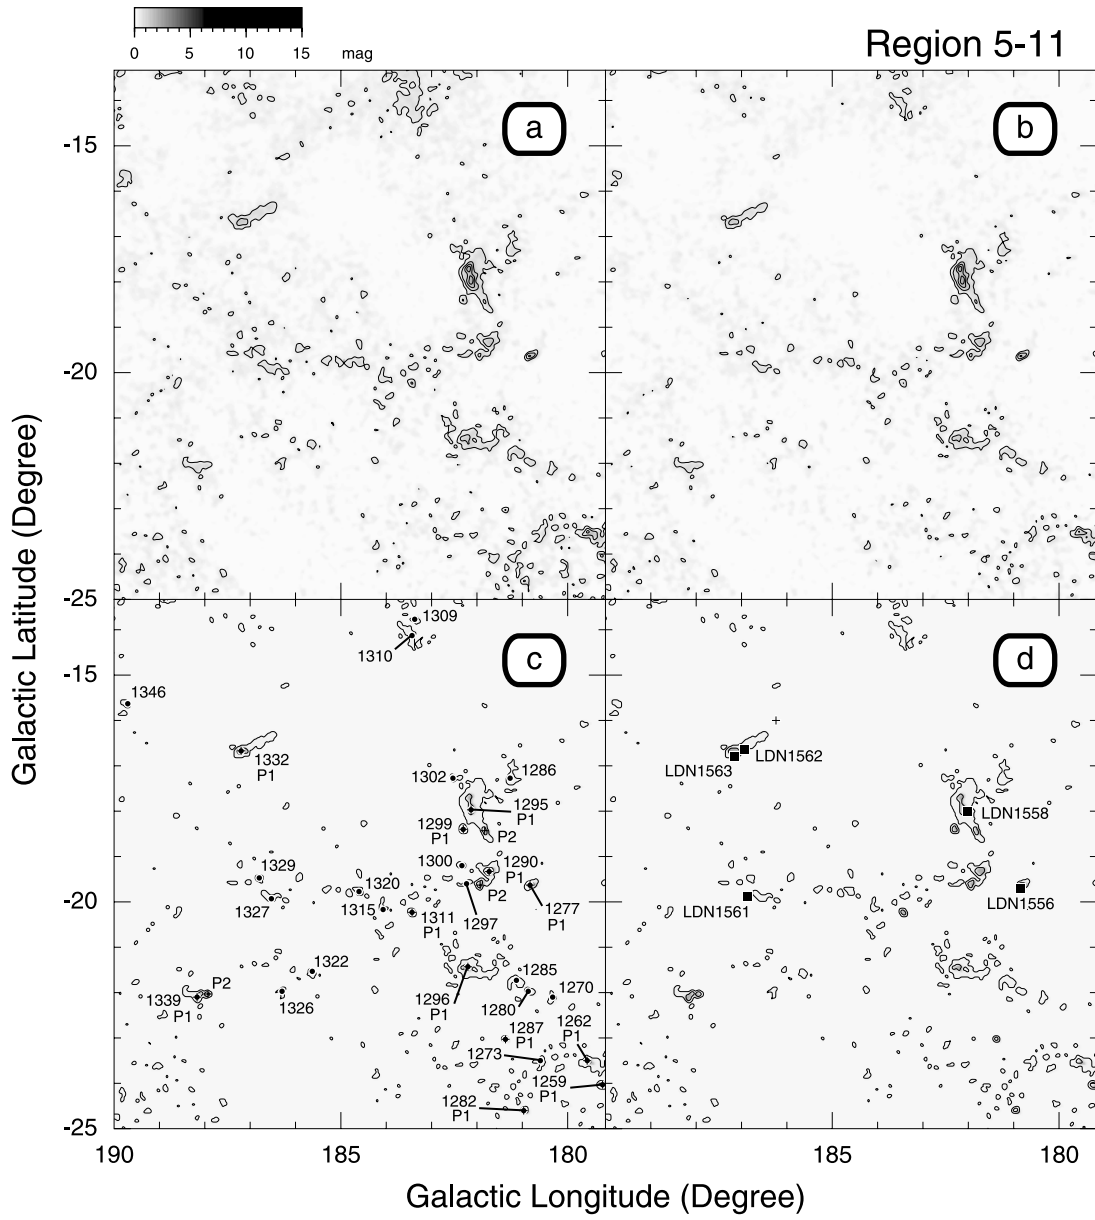 Region 5-11
0 5 10 15 mag
a
b
-15
-20
-25
c
d
1309
1310
-15
1346
1332
P1
1302
1286
1295
P1
1299
P1
P2
1300
1290
P1
1329
1320
P2
1327
1315
1311
P1
1297
1277
P1
1322
1285
P2
1339
P1
1326
1296
P1
1280
1270
1287
P1
1262
P1
1273
1259
P1
1282
P1
LDN1562
LDN1563
LDN1558
LDN1561
LDN1556
-20
-25
190 185 180 185 180
Galactic Longitude (Degree)
Galactic Latitude (Degree)